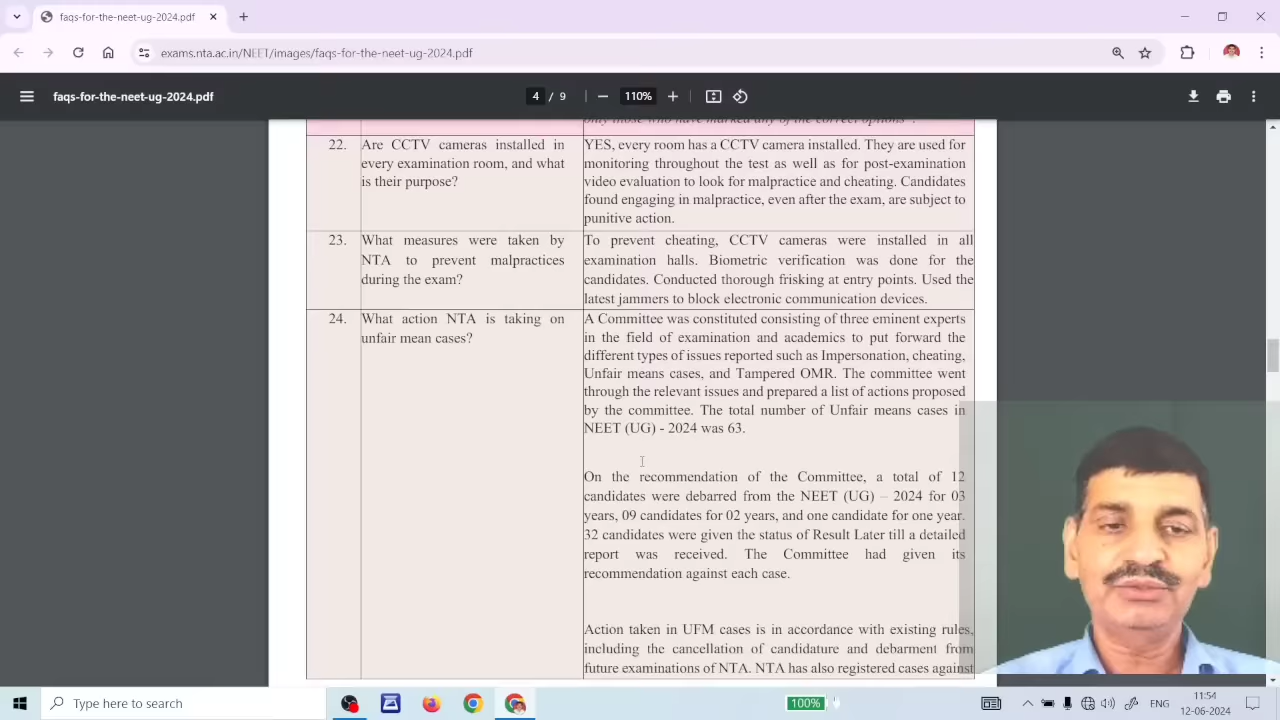 faqs-for-the-neet-ug-2024.pdf
exams.nta.ac.in/NEET/images/faqs-for-the-neet-ug-2024.pdf
faqs-for-the-neet-ug-2024.pdf
4 / 9
110%
only those who have marked any of the correct options".
22.
Are CCTV cameras installed in
every examination room, and what
is their purpose?
YES, every room has a CCTV camera installed. They are used for
monitoring throughout the test as well as for post-examination
video evaluation to look for malpractice and cheating. Candidates
found engaging in malpractice, even after the exam, are subject to
punitive action.
23.
What measures were taken by
NTA to prevent malpractices
during the exam?
To prevent cheating, CCTV cameras were installed in all
examination halls. Biometric verification was done for the
candidates. Conducted thorough frisking at entry points. Used the
latest jammers to block electronic communication devices.
24.
What action NTA is taking on
unfair mean cases?
A Committee was constituted consisting of three eminent experts
in the field of examination and academics to put forward the
different types of issues reported such as Impersonation, cheating,
Unfair means cases, and Tampered OMR. The committee went
through the relevant issues and prepared a list of actions proposed
by the committee. The total number of Unfair means cases in
NEET (UG) - 2024 was 63.
On the recommendation of the Committee, a total of 12
candidates were debarred from the NEET (UG) – 2024 for 03
years, 09 candidates for 02 years, and one candidate for one year.
32 candidates were given the status of Result Later till a detailed
report was received. The Committee had given its
recommendation against each case.
Action taken in UFM cases is in accordance with existing rules,
including the cancellation of candidature and debarment from
future examinations of NTA. NTA has also registered cases against
Type here to search
100%
ENG
11:54
12-06-2024